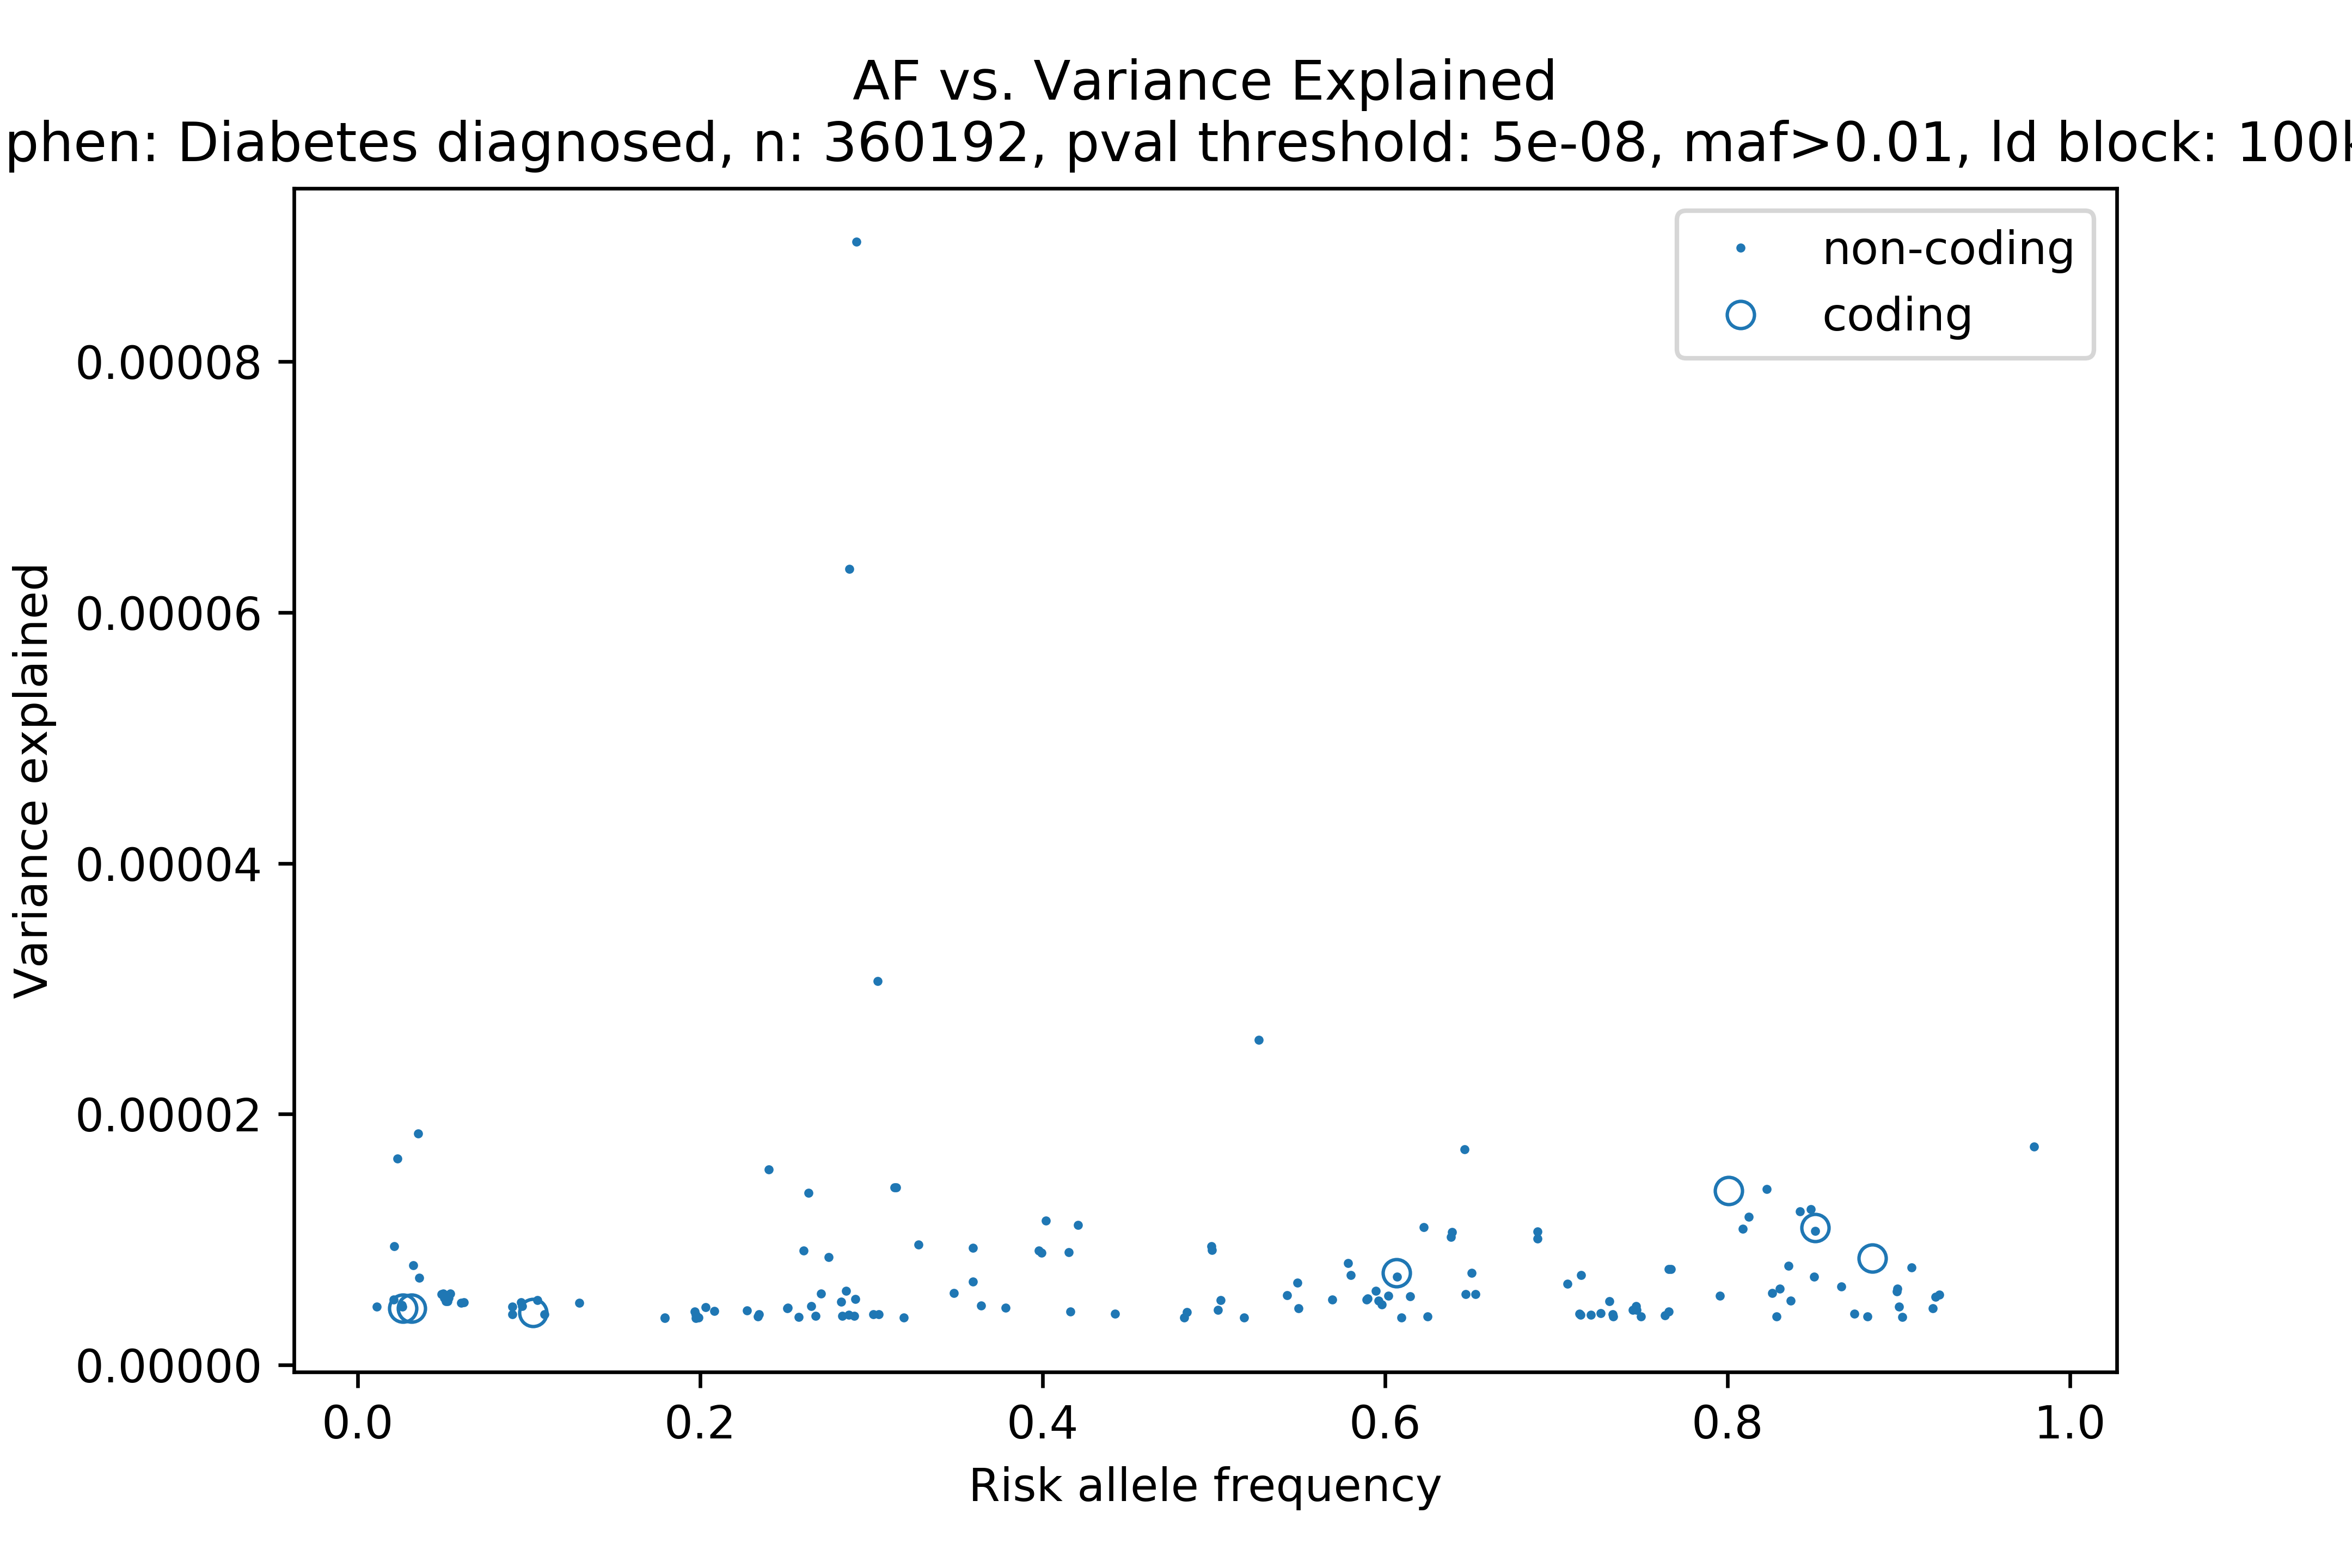 AF vs. Variance Explained
phen: Diabetes diagnosed, n: 360192, pval threshold: 5e-08, maf>0.01, ld block: 100k
non-coding
coding
0.00008
0.00006
0.00004
0.00002
0.00000
Variance explained
0.0 0.2 0.4 0.6 0.8 1.0
Risk allele frequency